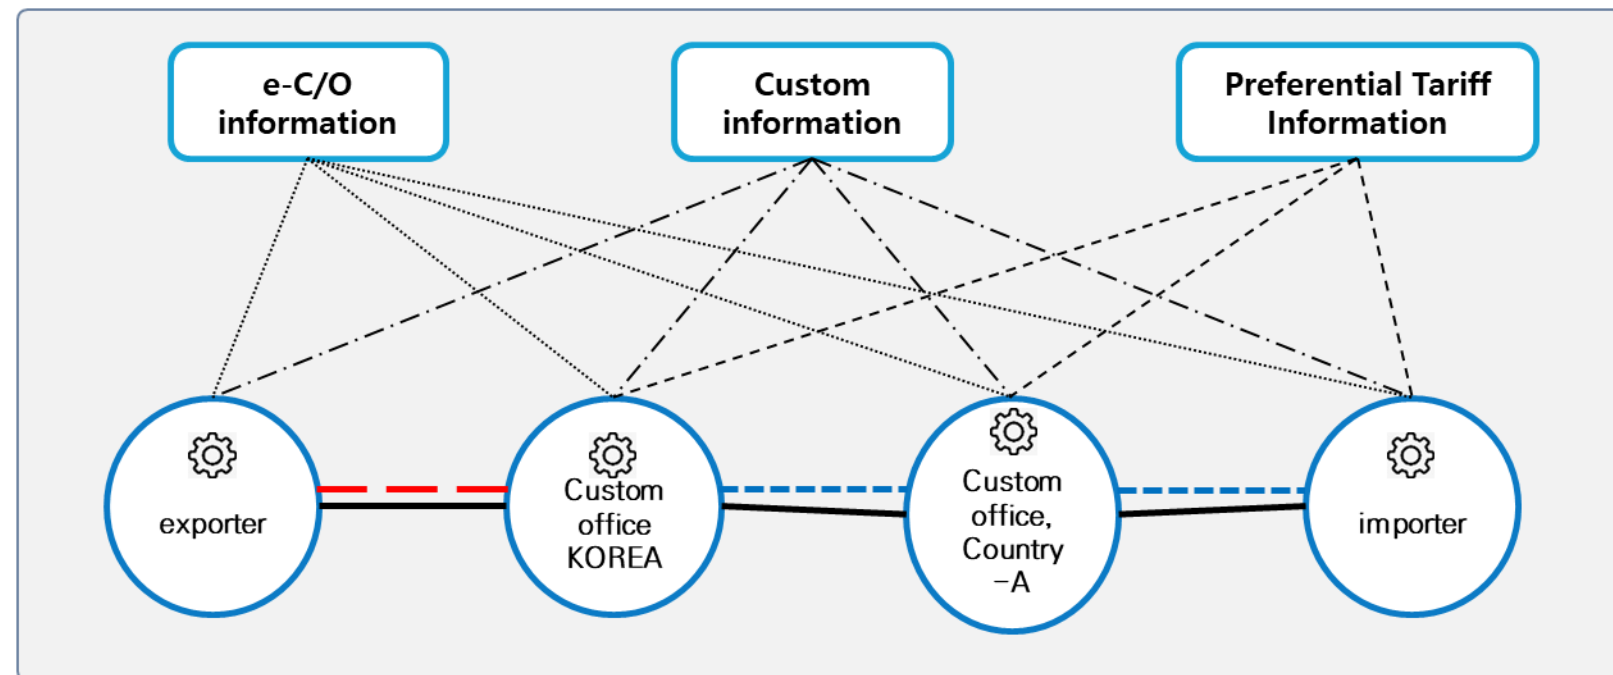 e-C/O
information
Custom
information
Preferential Tariff
Information
exporter
Custom
office
KOREA
Custom
office,
Country
-A
importer